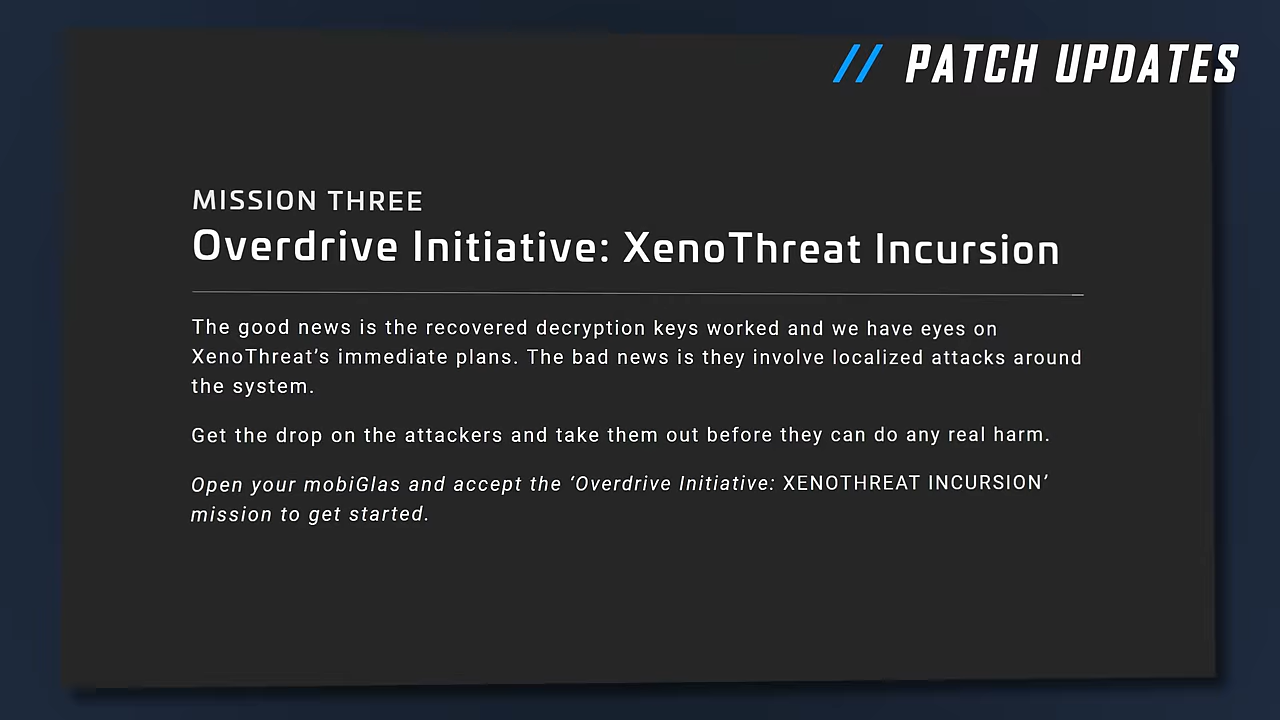 // PATCH UPDATES
MISSION THREE
Overdrive Initiative: XenoThreat Incursion
The good news is the recovered decryption keys worked and we have eyes on
XenoThreat’s immediate plans. The bad news is they involve localized attacks around
the system.
Get the drop on the attackers and take them out before they can do any real harm.
Open your mobiGlas and accept the ‘Overdrive Initiative: XENOTHREAT INCURSION’
mission to get started.